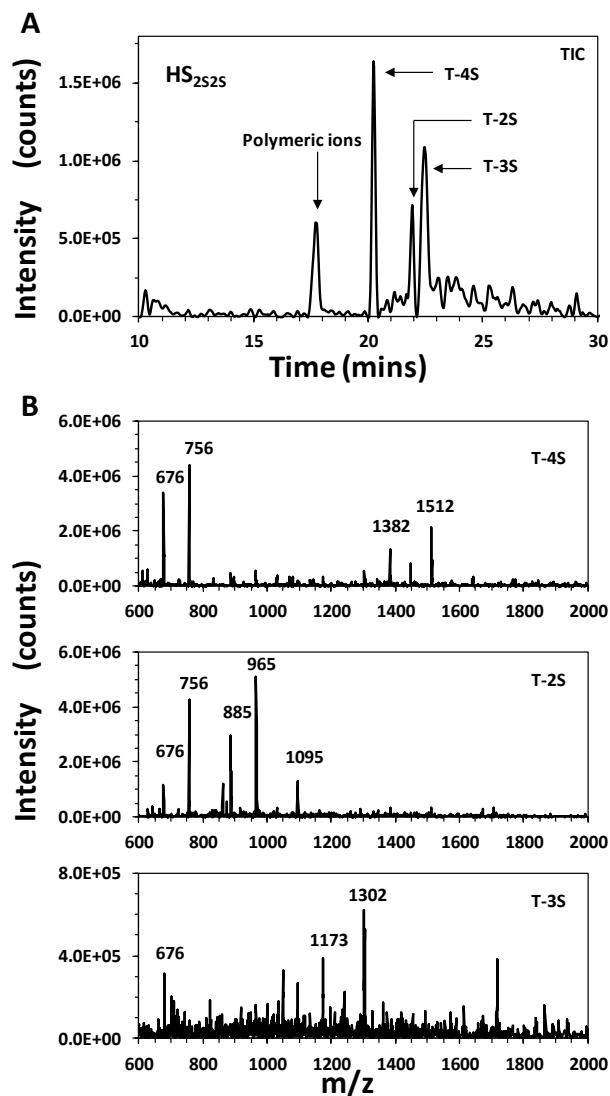 A
HS2S2S
TIC
T-4S
T-2S
T-3S
Polymeric ions
Intensity (counts)
1.5E+06
1.0E+06
5.0E+05
0.0E+00
10 15 20 25 30
Time (mins)
B
Intensity (counts)
6.0E+06
4.0E+06
2.0E+06
0.0E+00
T-4S
676
756
1382
1512
600 800 1000 1200 1400 1600 1800 2000
6.0E+06
4.0E+06
2.0E+06
0.0E+00
T-2S
676
756
885
965
1095
600 800 1000 1200 1400 1600 1800 2000
8.0E+05
4.0E+05
0.0E+00
T-3S
676
1173
1302
600 800 1000 1200 1400 1600 1800 2000
m/z